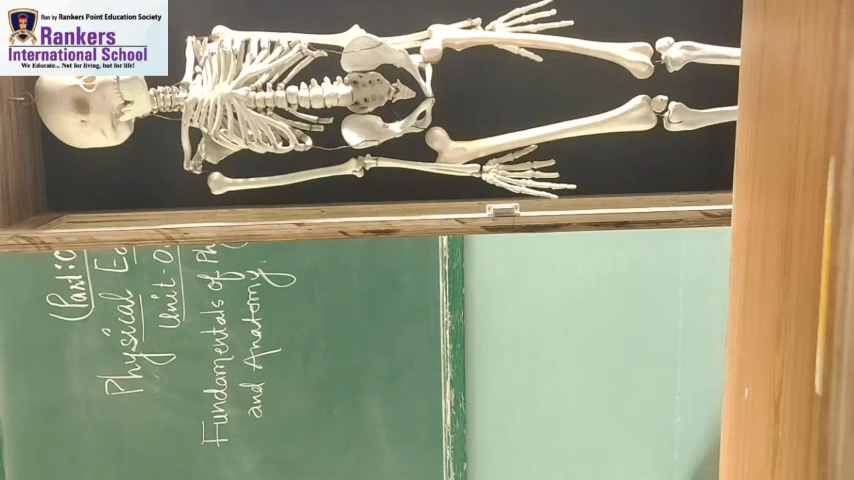 Run by Rankers Point Education Society
Rankers
International School
"We Educate... Not for living, but for life!
(Part:
Physical
Unit-
Fundamentals of
and Anatomy.